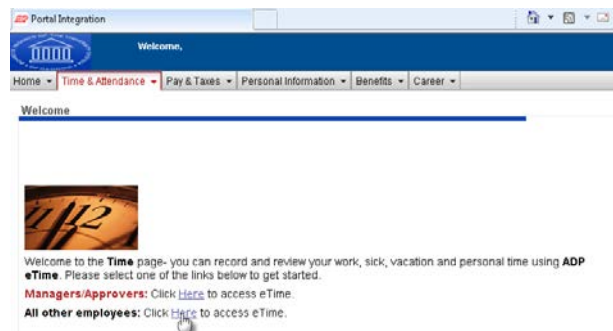 Portal Integration
Welcome,
Home Time & Attendance Pay & Taxes Personal Information Benefits Career
Welcome
11 12
Welcome to the Time page- you can record and review your work, sick, vacation and personal time using ADP
eTime. Please select one of the links below to get started.
Managers/Approvers: Click Here to access eTime.
All other employees: Click Here to access eTime.